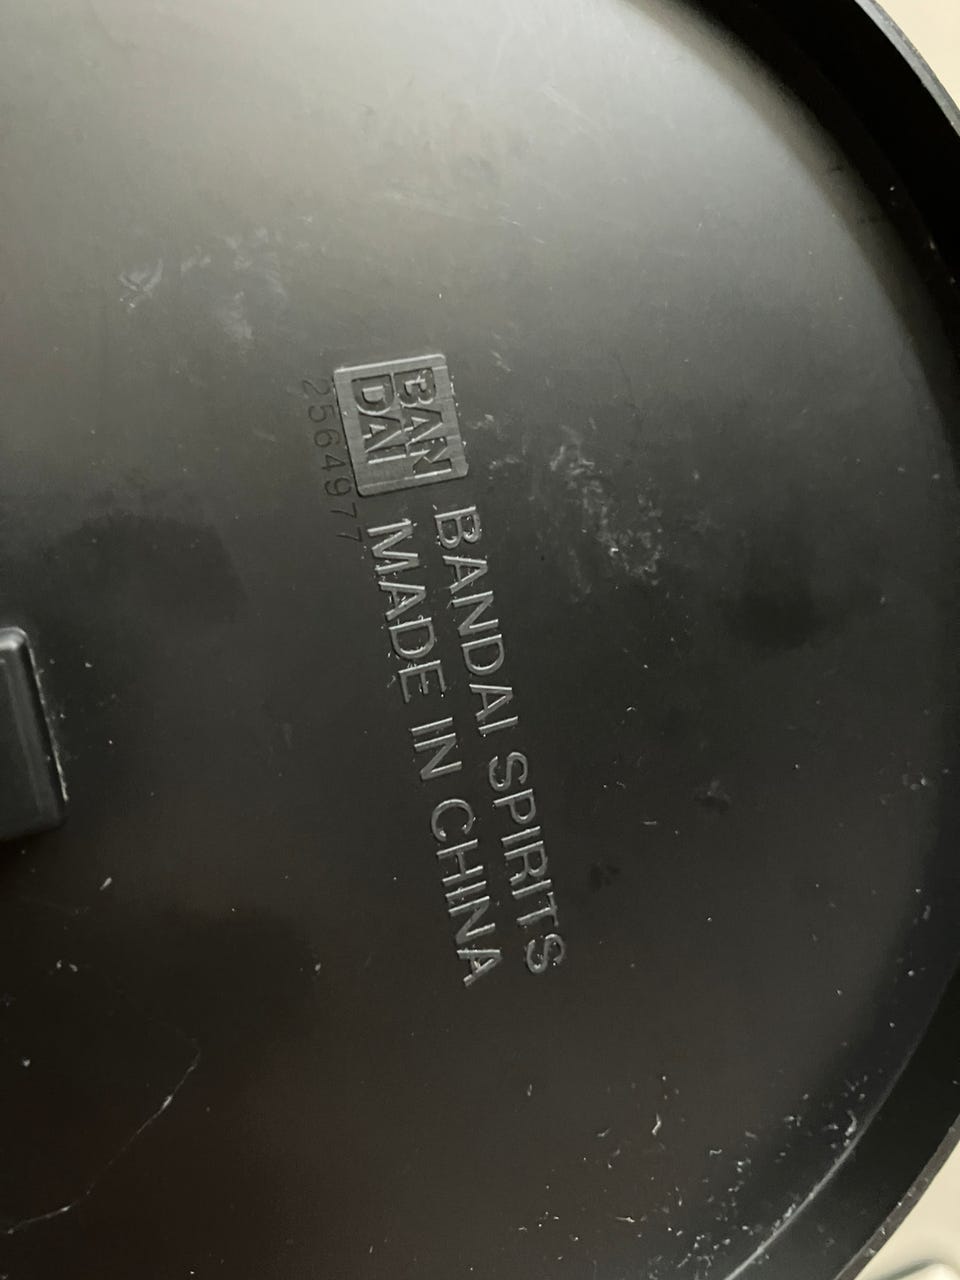 BAN
DAI
BANDAI SPIRITS
MADE IN CHINA
2564977